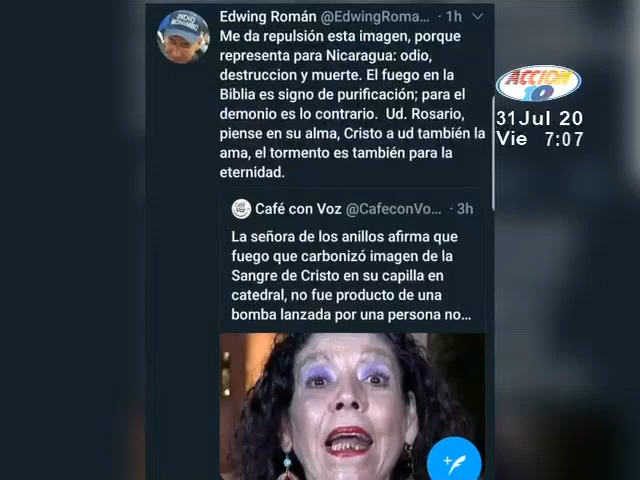 Edwing Román @EdwingRoma... · 1h
Me da repulsión esta imagen, porque
representa para Nicaragua: odio,
destruccion y muerte. El fuego en la
Biblia es signo de purificación; para el
demonio es lo contrario. Ud. Rosario,
piense en su alma, Cristo a ud también la
ama, el tormento es también para la
eternidad.
Café con Voz @CafeconVo... · 3h
La señora de los anillos afirma que
fuego que carbonizó imagen de la
Sangre de Cristo en su capilla en
catedral, no fue producto de una
bomba lanzada por una persona no...
ACCION
10
31 Jul 20
Vie 7:07